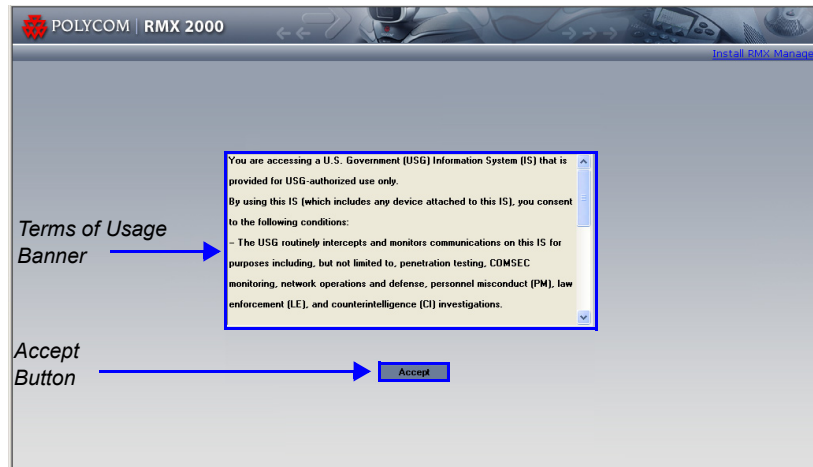 POLYCOM | RMX 2000
Install RMX Manage
You are accessing a U.S. Government (USG) Information System (IS) that is
provided for USG-authorized use only.
By using this IS (which includes any device attached to this IS), you consent
to the following conditions:
– The USG routinely intercepts and monitors communications on this IS for
purposes including, but not limited to, penetration testing, COMSEC
monitoring, network operations and defense, personnel misconduct (PM), law
enforcement (LE), and counterintelligence (CI) investigations.
Terms of Usage
Banner
Accept
Button
Accept